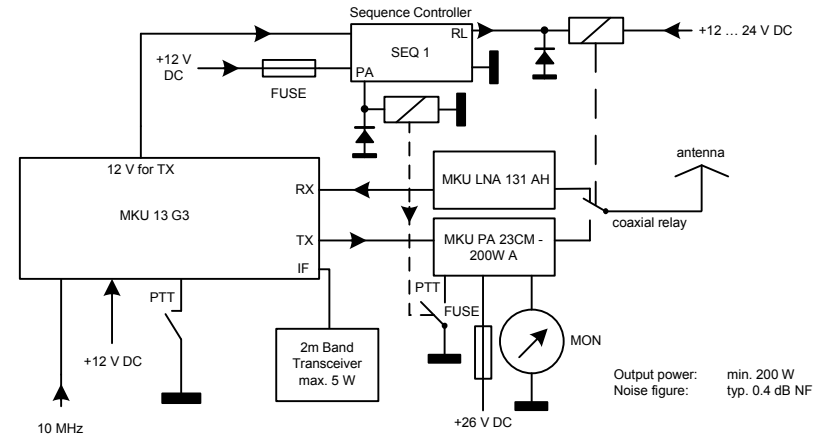 Sequence Controller
RL
SEQ 1
PA
+12 ... 24 V DC
+12 V
DC
FUSE
12 V for TX
MKU 13 G3
RX
TX
IF
MKU LNA 131 AH
MKU PA 23CM -
200W A
antenna
coaxial relay
PTT
+12 V DC
10 MHz
2m Band
Transceiver
max. 5 W
PTT
FUSE
MON
+26 V DC
Output power: min. 200 W
Noise figure: typ. 0.4 dB NF